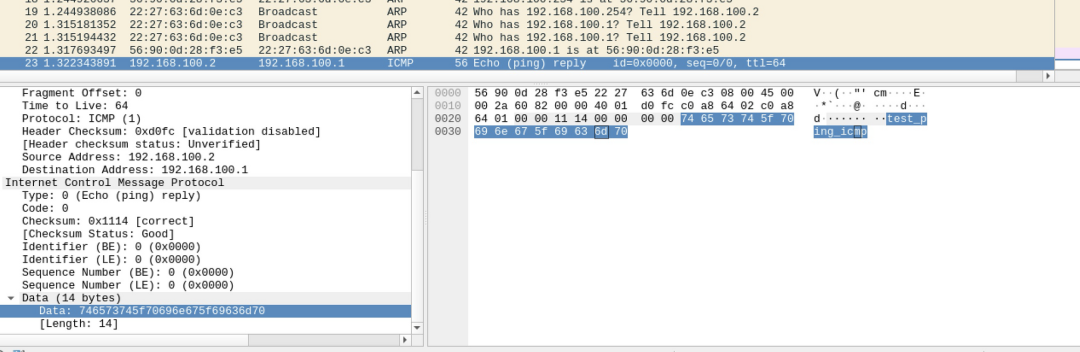 18 1.244926057 56:90:0d:28:f3:e5 22:27:63:6d:0e:c3 ARP 42 192.168.100.254 is at 56:90:0d:28:f3:e5
19 1.244938086 22:27:63:6d:0e:c3 Broadcast ARP 42 Who has 192.168.100.254? Tell 192.168.100.2
20 1.315181352 22:27:63:6d:0e:c3 Broadcast ARP 42 Who has 192.168.100.1? Tell 192.168.100.2
21 1.315194432 22:27:63:6d:0e:c3 Broadcast ARP 42 Who has 192.168.100.1? Tell 192.168.100.2
22 1.317693497 56:90:0d:28:f3:e5 22:27:63:6d:0e:c3 ARP 42 192.168.100.1 is at 56:90:0d:28:f3:e5
23 1.322343891 192.168.100.2 192.168.100.1 ICMP 56 Echo (ping) reply id=0x0000, seq=0/0, ttl=64
Fragment Offset: 0
Time to Live: 64
Protocol: ICMP (1)
Header Checksum: 0xd0fc [validation disabled]
[Header checksum status: Unverified]
Source Address: 192.168.100.2
Destination Address: 192.168.100.1
Internet Control Message Protocol
Type: 0 (Echo (ping) reply)
Code: 0
Checksum: 0x1114 [correct]
[Checksum Status: Good]
Identifier (BE): 0 (0x0000)
Identifier (LE): 0 (0x0000)
Sequence Number (BE): 0 (0x0000)
Sequence Number (LE): 0 (0x0000)
Data (14 bytes)
Data: 746573745f70696e675f69636d70
[Length: 14]
0000 56 90 0d 28 f3 e5 22 27 63 6d 0e c3 08 00 45 00 V··(··"' cm····E·
0010 00 2a 60 82 00 00 40 01 d0 fc c0 a8 64 02 c0 a8 ·*`···@· ····d···
0020 64 01 00 00 11 14 00 00 00 00 74 65 73 74 5f 70 d······· ··test_p
0030 69 6e 67 5f 69 63 6d 70 ing_icmp